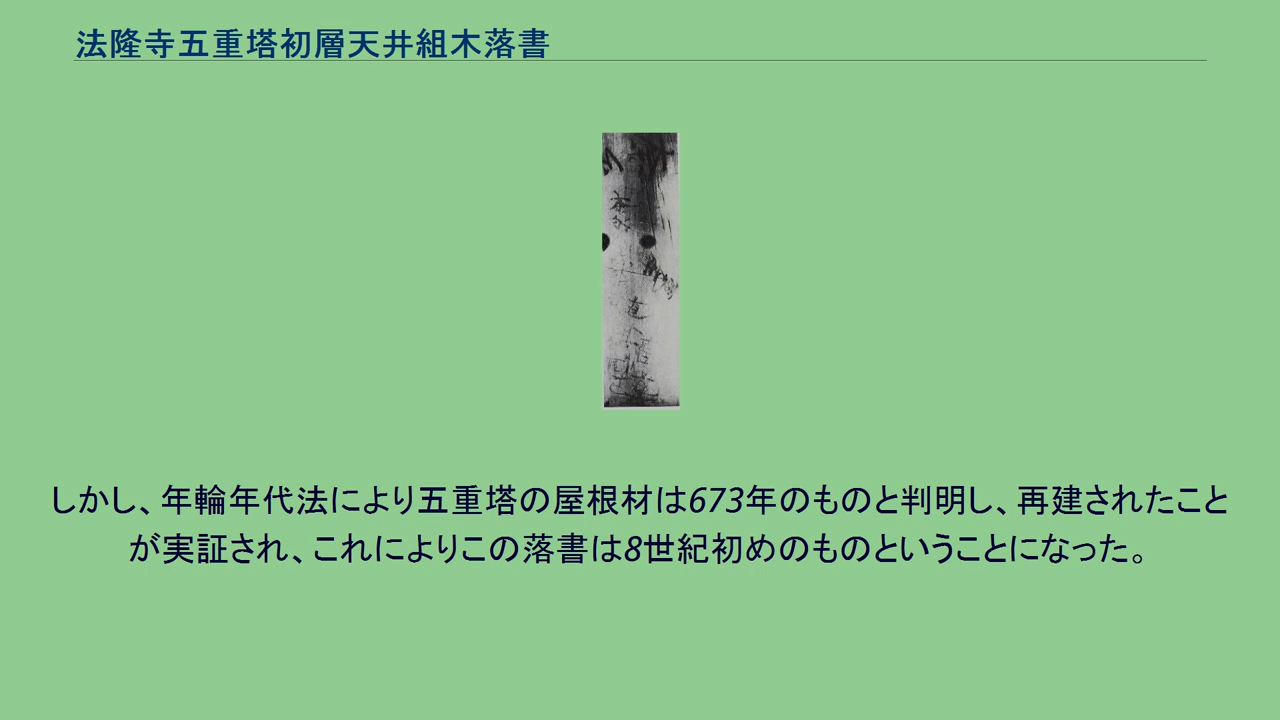 法隆寺五重塔初層天井組木落書
しかし、年輪年代法により五重塔の屋根材は673年のものと判明し、再建されたこと
が実証され、これによりこの落書は8世紀初めのものということになった。